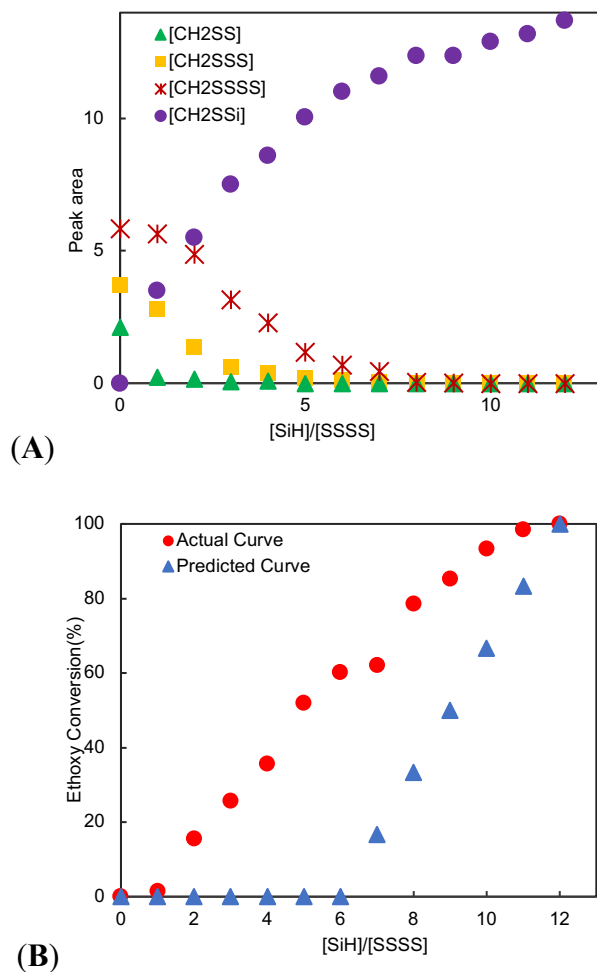 [CH2SS]
[CH2SSS]
[CH2SSSS]
[CH2SSi]
10
5
0
Peak area
0 5 10
[SiH]/[SSSS]
(A)
100
80
60
40
20
0
Actual Curve
Predicted Curve
Ethoxy Conversion(%)
0 2 4 6 8 10 12
[SiH]/[SSSS]
(B)